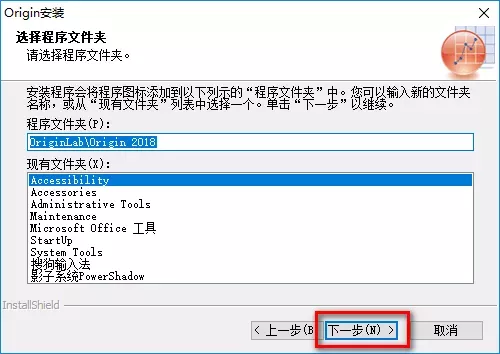 Origin安装
选择程序文件夹
请选择程序文件夹。
安装程序会将程序图标添加到以下列示的“程序文件夹”中。您可以输入新的文件夹
名称，或从“现有文件夹”列表中选择一个。单击“下一步”以继续。
程序文件夹(P):
OriginLab\Origin 2018
现有文件夹(X):
Accessibility
Accessories
Administrative Tools
Maintenance
Microsoft Office 工具
StartUp
System Tools
搜狗输入法
影子系统PowerShadow
InstallShield
< 上一步(B 下一步(N) > 取消